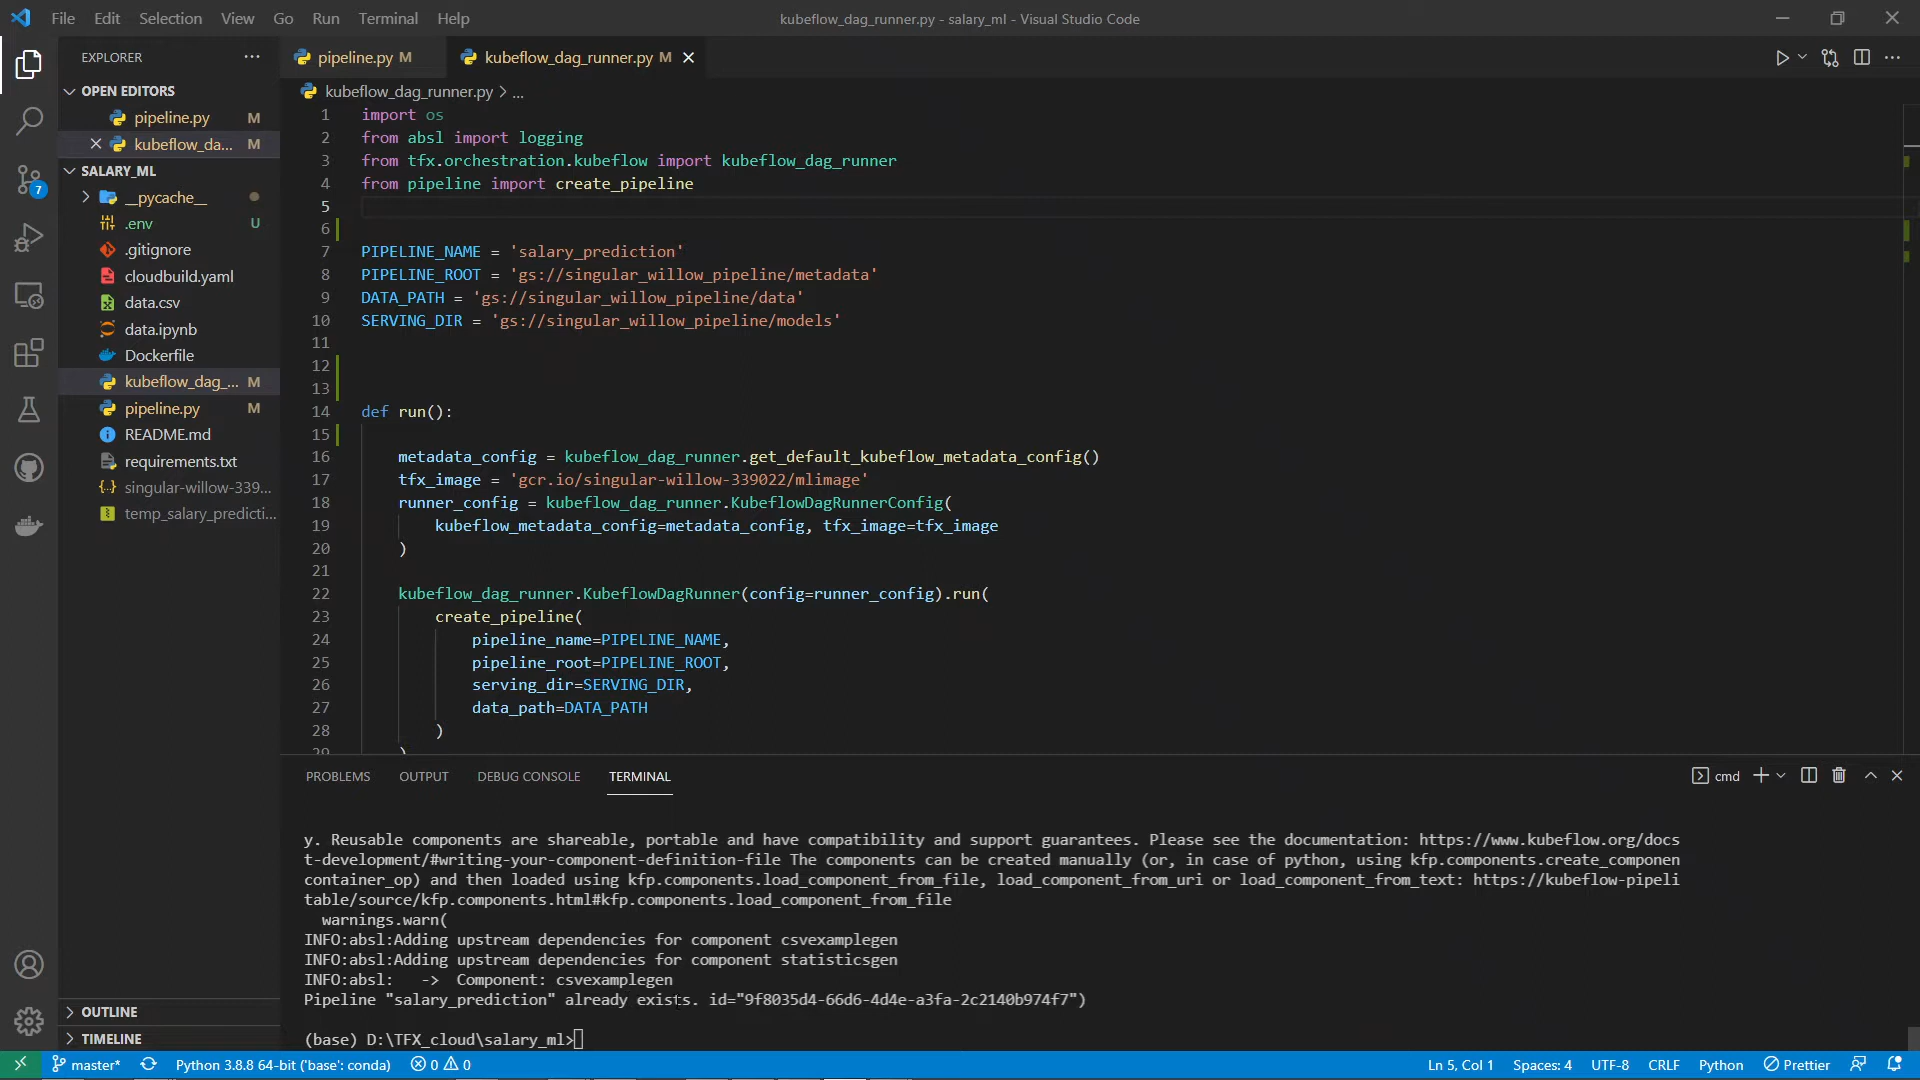 File Edit Selection View Go Run Terminal Help
kubeflow_dag_runner.py - salary_ml - Visual Studio Code
EXPLORER
OPEN EDITORS
pipeline.py M
kubeflow_da... M
SALARY_ML
__pycache__
.env U
.gitignore
cloudbuild.yaml
data.csv
data.ipynb
Dockerfile
kubeflow_dag_... M
pipeline.py M
README.md
requirements.txt
singular-willow-339...
temp_salary_predicti...
OUTLINE
TIMELINE
7
pipeline.py M
kubeflow_dag_runner.py M
kubeflow_dag_runner.py > ...
1 import os
2 from absl import logging
3 from tfx.orchestration.kubeflow import kubeflow_dag_runner
4 from pipeline import create_pipeline
5
6
7 PIPELINE_NAME = 'salary_prediction'
8 PIPELINE_ROOT = 'gs://singular_willow_pipeline/metadata'
9 DATA_PATH = 'gs://singular_willow_pipeline/data'
10 SERVING_DIR = 'gs://singular_willow_pipeline/models'
11
12
13
14 def run():
15
16 metadata_config = kubeflow_dag_runner.get_default_kubeflow_metadata_config()
17 tfx_image = 'gcr.io/singular-willow-339022/mlimage'
18 runner_config = kubeflow_dag_runner.KubeflowDagRunnerConfig(
19 kubeflow_metadata_config=metadata_config, tfx_image=tfx_image
20 )
21
22 kubeflow_dag_runner.KubeflowDagRunner(config=runner_config).run(
23 create_pipeline(
24 pipeline_name=PIPELINE_NAME,
25 pipeline_root=PIPELINE_ROOT,
26 serving_dir=SERVING_DIR,
27 data_path=DATA_PATH
28 )
29 )
PROBLEMS OUTPUT DEBUG CONSOLE TERMINAL
cmd
y. Reusable components are shareable, portable and have compatibility and support guarantees. Please see the documentation: https://www.kubeflow.org/docs
t-development/#writing-your-component-definition-file The components can be created manually (or, in case of python, using kfp.components.create_componen
container_op) and then loaded using kfp.components.load_component_from_file, load_component_from_uri or load_component_from_text: https://kubeflow-pipeli
table/source/kfp.components.html#kfp.components.load_component_from_file
warnings.warn(
INFO:absl:Adding upstream dependencies for component csvexamplegen
INFO:absl:Adding upstream dependencies for component statisticsgen
INFO:absl: -> Component: csvexamplegen
Pipeline "salary_prediction" already exists. id="9f8035d4-66d6-4d4e-a3fa-2c2140b974f7")
(base) D:\TFX_cloud\salary_ml>
master* Python 3.8.8 64-bit ('base': conda) 0 0
Ln 5, Col 1 Spaces: 4 UTF-8 CRLF Python Prettier